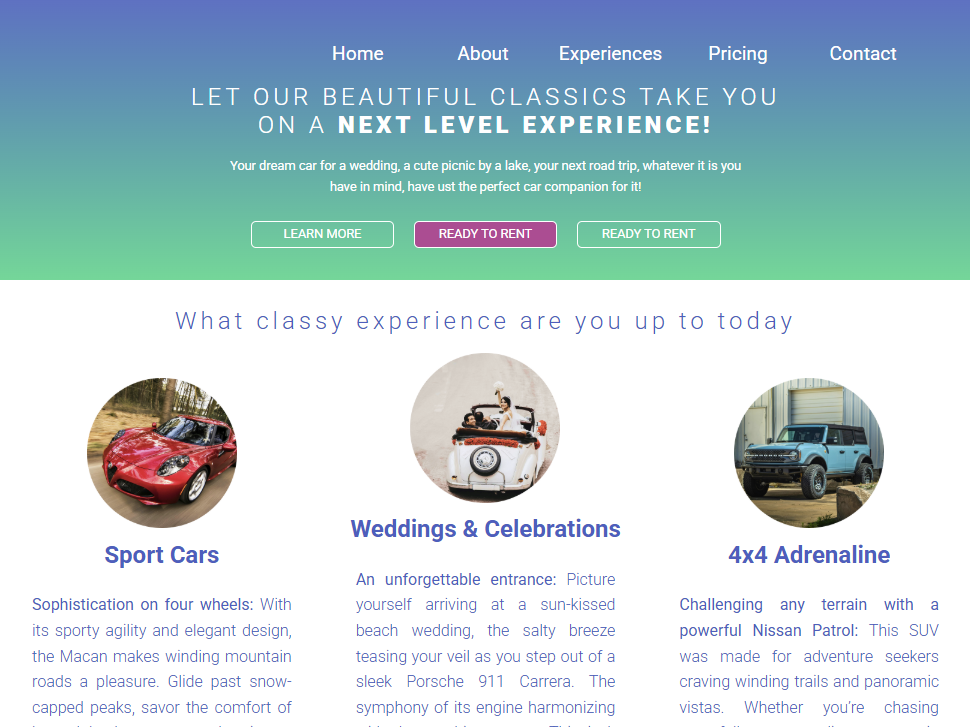 Home About Experiences Pricing Contact
LET OUR BEAUTIFUL CLASSICS TAKE YOU
ON A NEXT LEVEL EXPERIENCE!
Your dream car for a wedding, a cute picnic by a lake, your next road trip, whatever it is you
have in mind, have ust the perfect car companion for it!
LEARN MORE READY TO RENT READY TO RENT
What classy experience are you up to today
Sport Cars
Sophistication on four wheels: With
its sporty agility and elegant design,
the Macan makes winding mountain
roads a pleasure. Glide past snow-
capped peaks, savor the comfort of
Weddings & Celebrations
An unforgettable entrance: Picture
yourself arriving at a sun-kissed
beach wedding, the salty breeze
teasing your veil as you step out of a
sleek Porsche 911 Carrera. The
symphony of its engine harmonizing
4x4 Adrenaline
Challenging any terrain with a
powerful Nissan Patrol: This SUV
was made for adventure seekers
craving winding trails and panoramic
vistas. Whether you're chasing